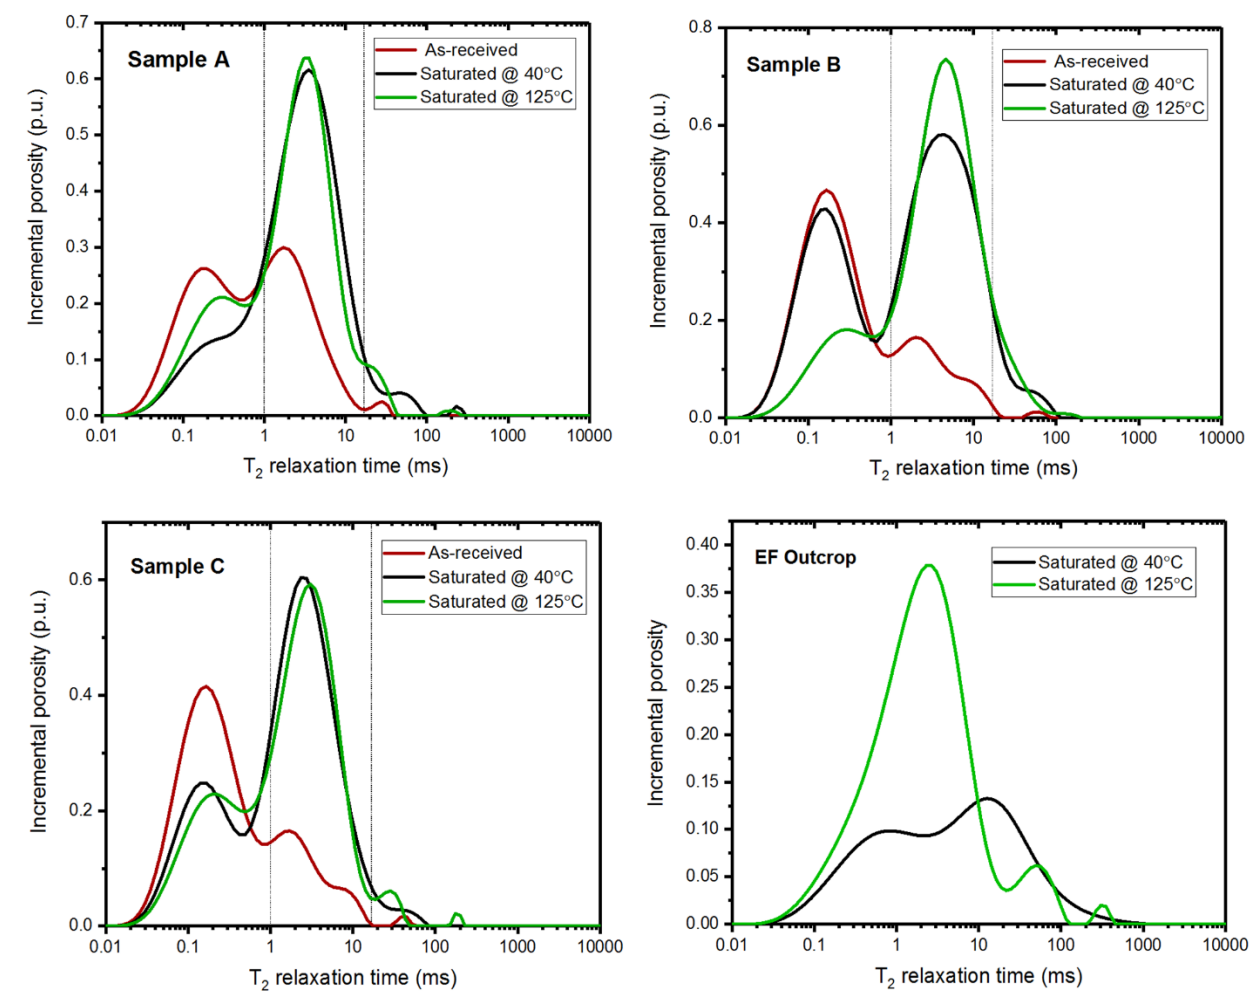 Sample A
As-received
Saturated @ 40°C
Saturated @ 125°C
Incremental porosity (p.u.)
0.7
0.6
0.5
0.4
0.3
0.2
0.1
0.0
0.01 0.1 1 10 100 1000 10000
T2 relaxation time (ms)
Sample B
As-received
Saturated @ 40°C
Saturated @ 125°C
Incremental porosity (p.u.)
0.8
0.6
0.4
0.2
0.0
0.01 0.1 1 10 100 1000 10000
T2 relaxation time (ms)
Sample C
As-received
Saturated @ 40°C
Saturated @ 125°C
Incremental porosity (p.u.)
0.6
0.4
0.2
0.0
0.01 0.1 1 10 100 1000 10000
T2 relaxation time (ms)
EF Outcrop
Saturated @ 40°C
Saturated @ 125°C
Incremental porosity
0.40
0.35
0.30
0.25
0.20
0.15
0.10
0.05
0.00
0.01 0.1 1 10 100 1000 10000
T2 relaxation time (ms)